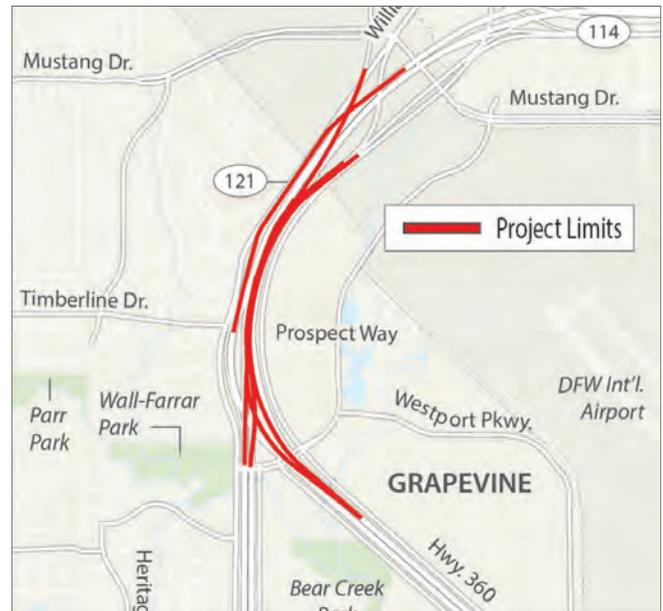 114
Mustang Dr.
Mustang Dr.
121
Project Limits
Timberline Dr.
Prospect Way
DFW Int'l.
Airport
Parr
Park
Wall-Farrar
Park
Westport Pkwy.
GRAPEVINE
Hwy. 360
Bear Creek